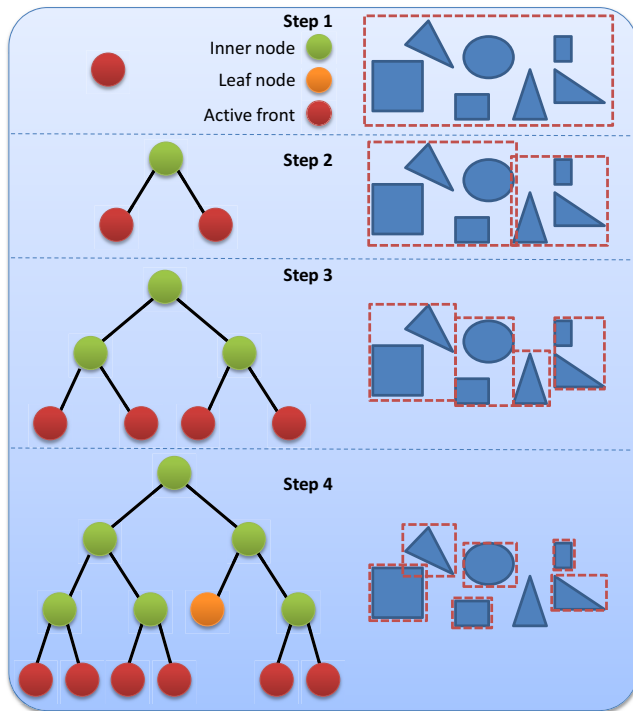 Step 1
Inner node
Leaf node
Active front
Step 2
Step 3
Step 4